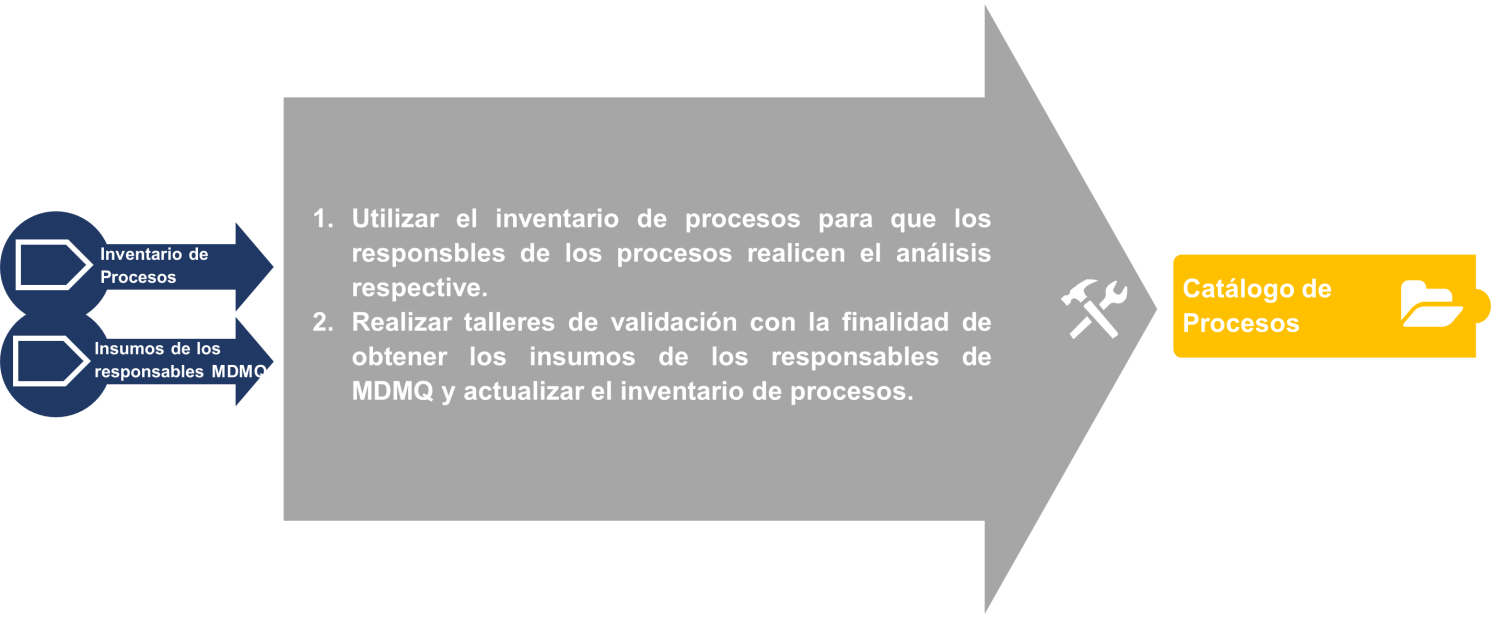 Inventario de
Procesos
Insumos de los
responsables MDMQ
1. Utilizar el inventario de procesos para que los
responsbles de los procesos realicen el análisis
respective.
2. Realizar talleres de validación con la finalidad de
obtener los insumos de los responsables de
MDMQ y actualizar el inventario de procesos.
Catálogo de
Procesos